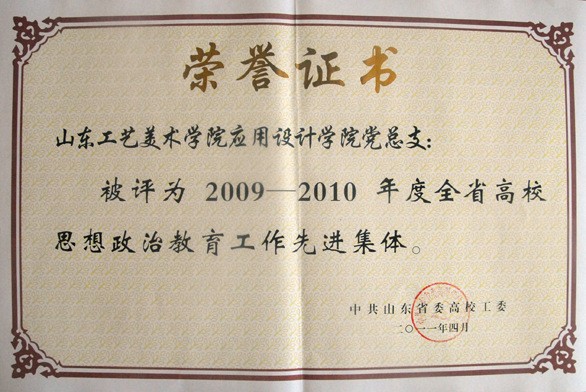 荣誉证书
山东工艺美术学院应用设计学院党总支：
被评为 2009—2010 年度全省高校
思想政治教育工作先进集体。
中共山东省委高校工委
二〇一一年四月